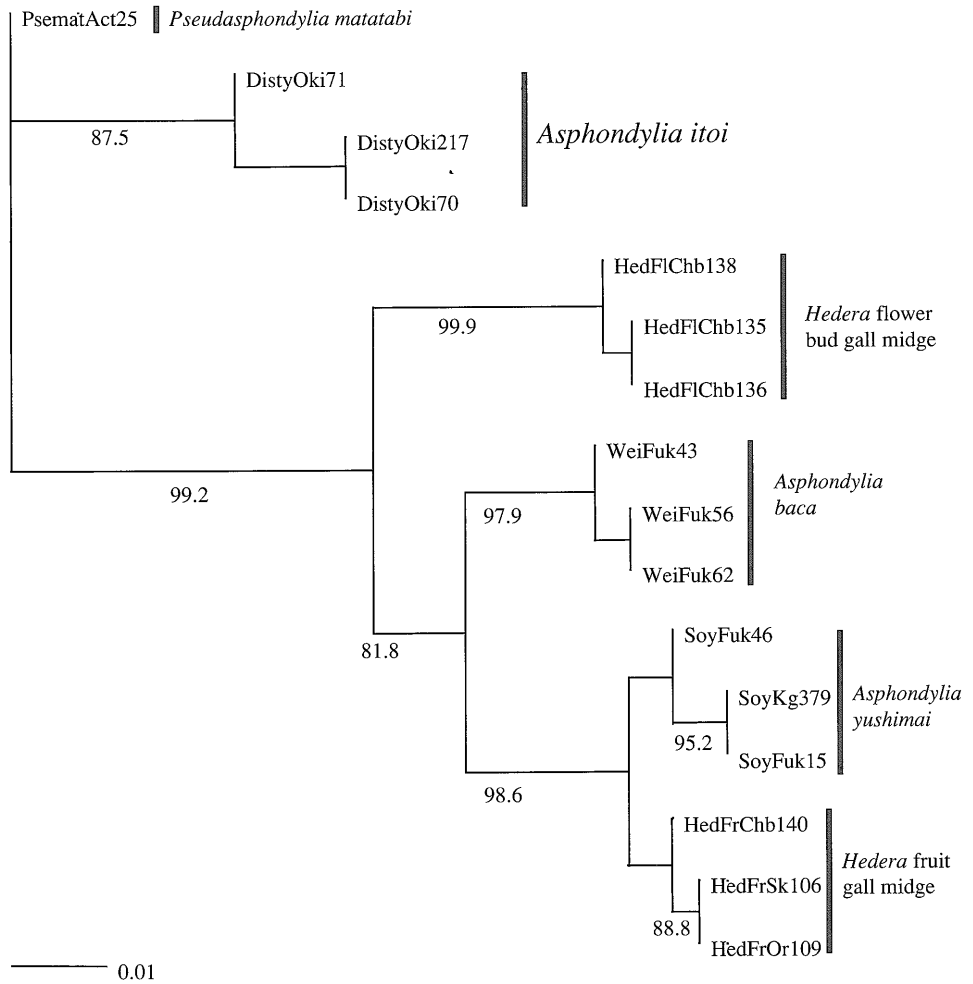 PsematAct25 Pseudasphondylia matatabi
DistyOki71
87.5
Asphondylia itoi
DistyOki217
DistyOki70
HedFlChb138
99.9
HedFlChb135
Hedera flower
bud gall midge
HedFlChb136
WeiFuk43
99.2
97.9
WeiFuk56
Asphondylia
baca
WeiFuk62
81.8
SoyFuk46
SoyKg379
95.2
Asphondylia
yushimai
SoyFuk15
98.6
HedFrChb140
HedFrSk106
Hedera fruit
gall midge
88.8
HedFrOr109
0.01